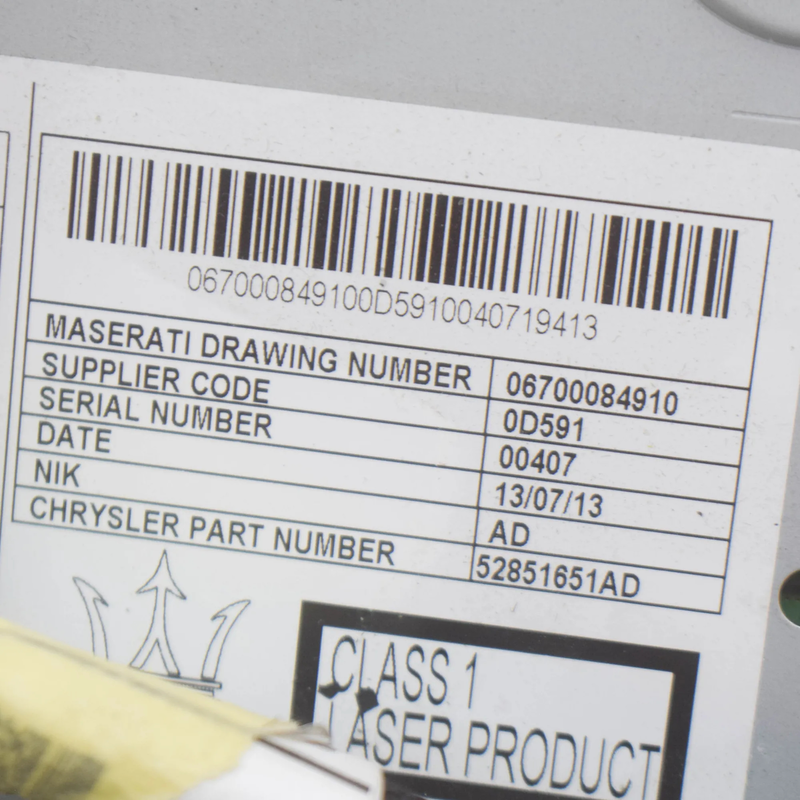 067000849100D5910040719413
MASERATI DRAWING NUMBER 06700084910
SUPPLIER CODE 0D591
SERIAL NUMBER 00407
DATE 13/07/13
NIK AD
CHRYSLER PART NUMBER 52851651AD
CLASS 1
LASER PRODUCT